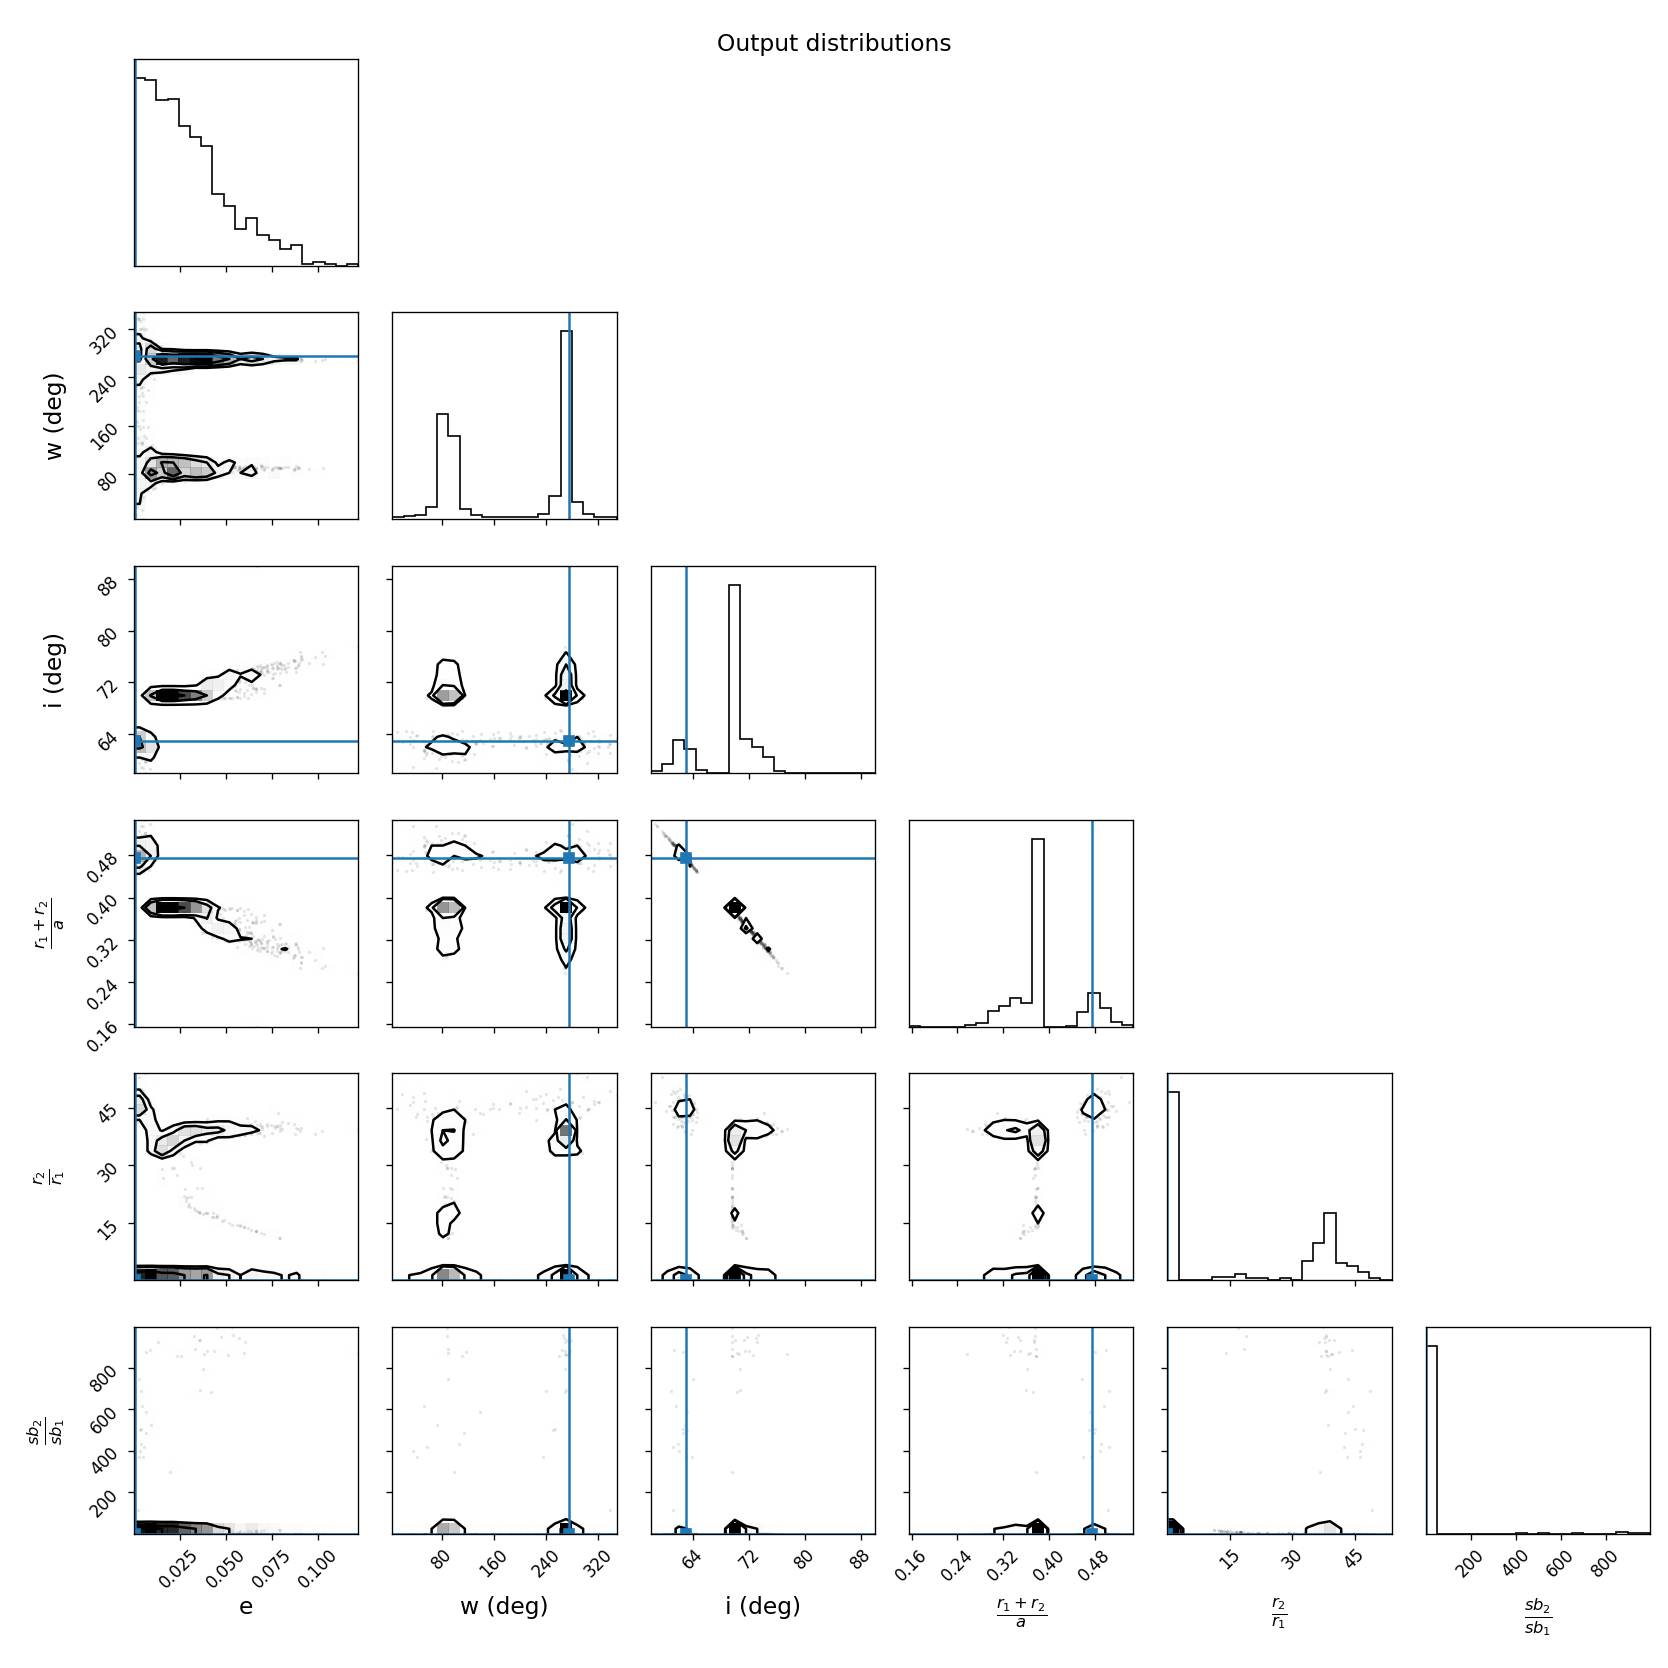 Output distributions
w (deg)
320
240
160
80
i (deg)
88
80
72
64
r₁ + r₂
a
0.48
0.40
0.32
0.24
0.16
r₂
r₁
45
30
15
sb₂
sb₁
800
600
400
200
0.025 0.050 0.075 0.100 80 160 240 320 64 72 80 88 0.16 0.24 0.32 0.40 0.48 15 30 45 200 400 600 800
e w (deg) i (deg)
r₁ + r₂
a
r₂
r₁
sb₂
sb₁